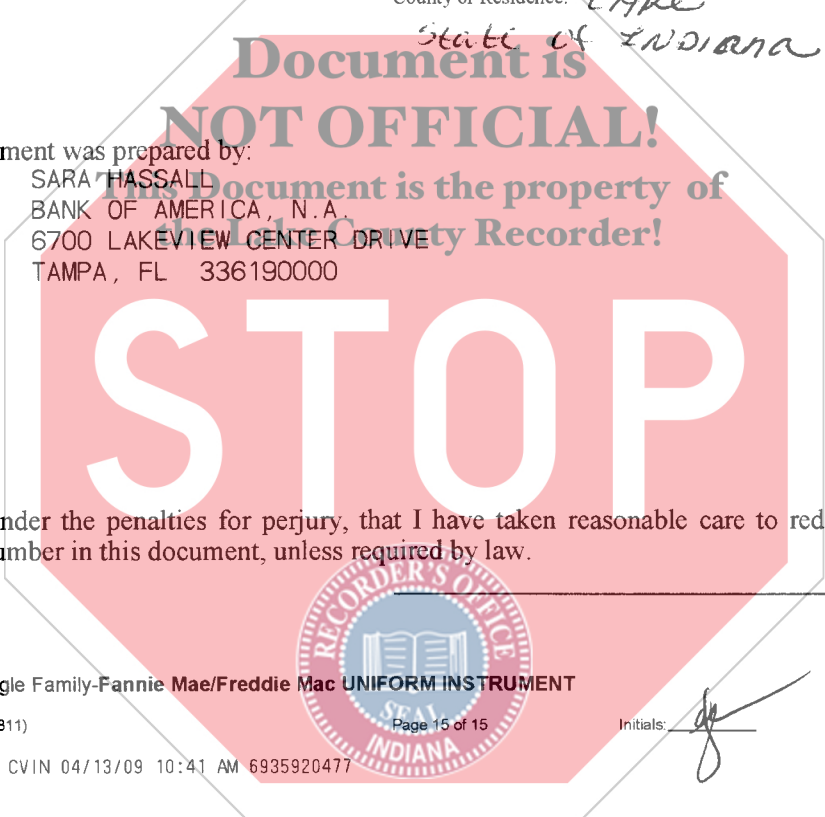 County of Residence: LAKE
State of INDIana
Document is
NOT OFFICIAL!
This Document is the property of
the Lake County Recorder!
ment was prepared by:
SARA HASSALL
BANK OF AMERICA, N.A.
6700 LAKEVIEW CENTER DRIVE
TAMPA, FL 336190000
STOP
nder the penalties for perjury, that I have taken reasonable care to red
umber in this document, unless required by law.
RECORDER'S OFFICE
SEAL
INDIANA
gle Family-Fannie Mae/Freddie Mac UNIFORM INSTRUMENT
811)
Page 15 of 15
Initials:
CVIN 04/13/09 10:41 AM 6935920477